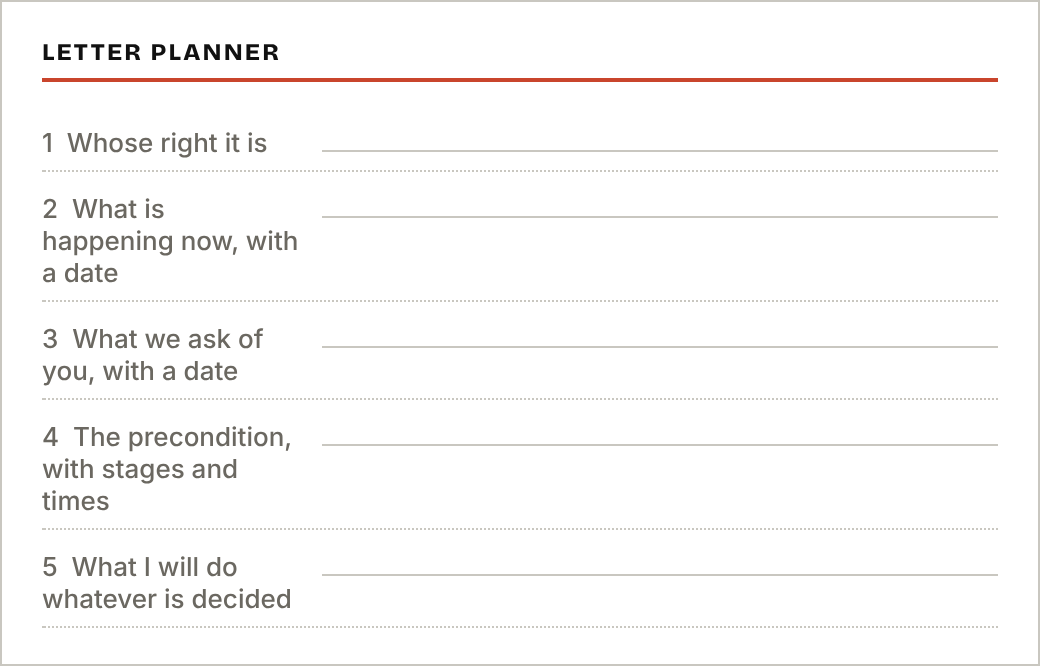 LETTER PLANNER
1 Whose right it is
2 What is
happening now, with
a date
3 What we ask of
you, with a date
4 The precondition,
with stages and
times
5 What I will do
whatever is decided